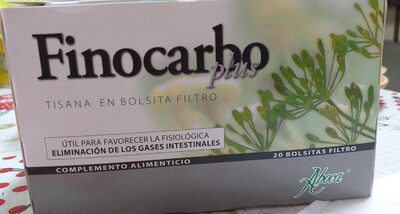 Finocarbo
plus
TISANA EN BOLSITA FILTRO
ÚTIL PARA FAVORECER LA FISIOLÓGICA
ELIMINACIÓN DE LOS GASES INTESTINALES
COMPLEMENTO ALIMENTICIO
20 BOLSITAS FILTRO
Aboca